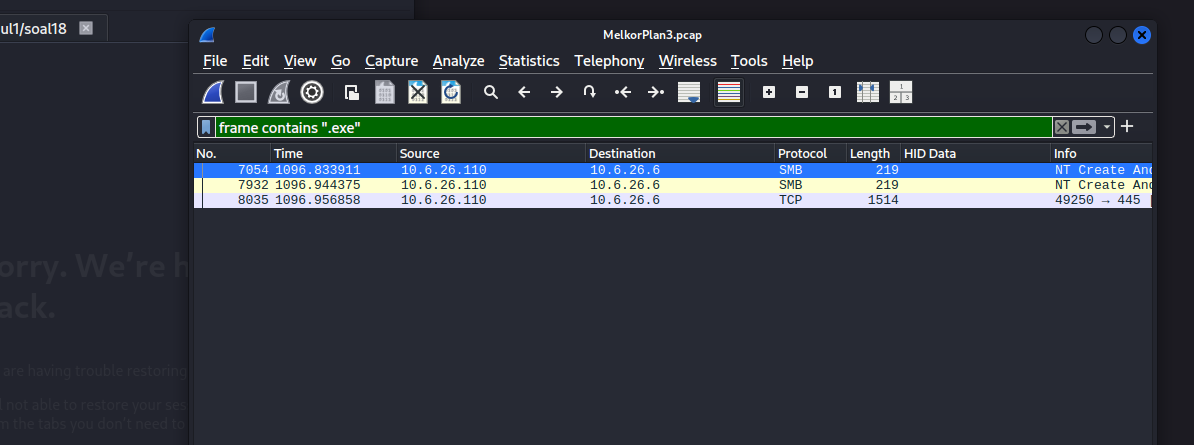 ul1/soal18
MelkorPlan3.pcap
File Edit View Go Capture Analyze Statistics Telephony Wireless Tools Help
frame contains ".exe"
No. Time Source Destination Protocol Length HID Data Info
7054 1096.833911 10.6.26.110 10.6.26.6 SMB 219 NT Create And
7932 1096.944375 10.6.26.110 10.6.26.6 SMB 219 NT Create And
8035 1096.956858 10.6.26.110 10.6.26.6 TCP 1514 49250 → 445
orry. We're h
ack.
are having trouble restoring
not able to restore your ses
m the tabs you don't need to